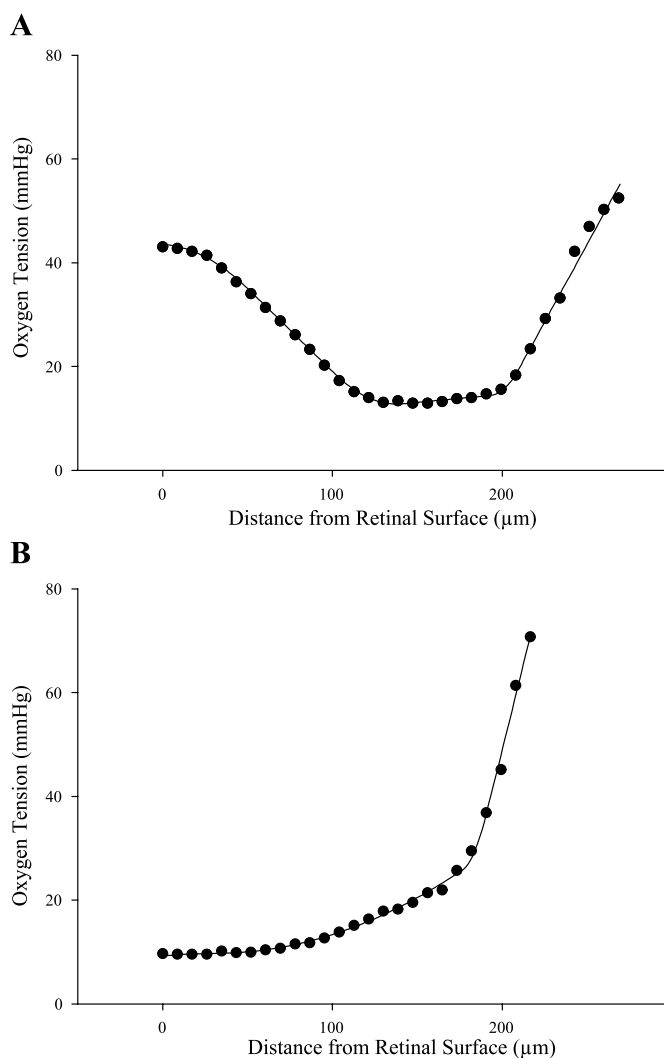 A
80
60
40
20
0
Oxygen Tension (mmHg)
0 100 200
Distance from Retinal Surface (µm)
B
80
60
40
20
0
Oxygen Tension (mmHg)
0 100 200
Distance from Retinal Surface (µm)